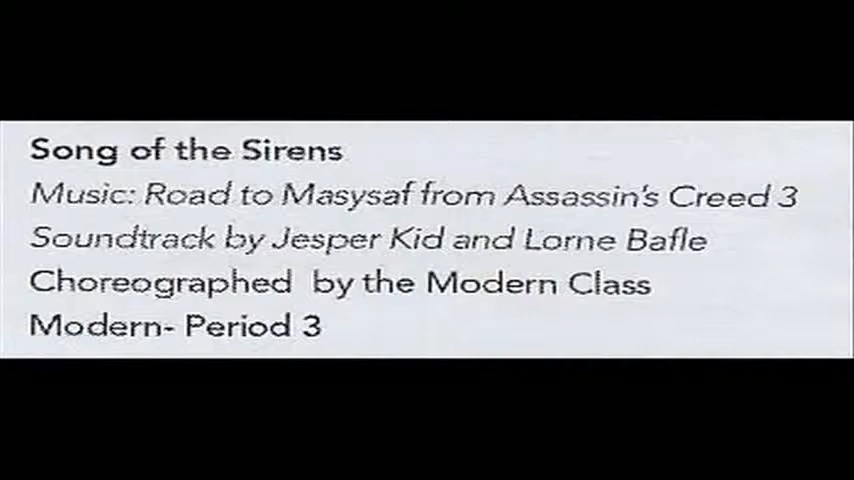 Song of the Sirens
Music: Road to Masysaf from Assassin's Creed 3
Soundtrack by Jesper Kid and Lorne Bafle
Choreographed by the Modern Class
Modern- Period 3